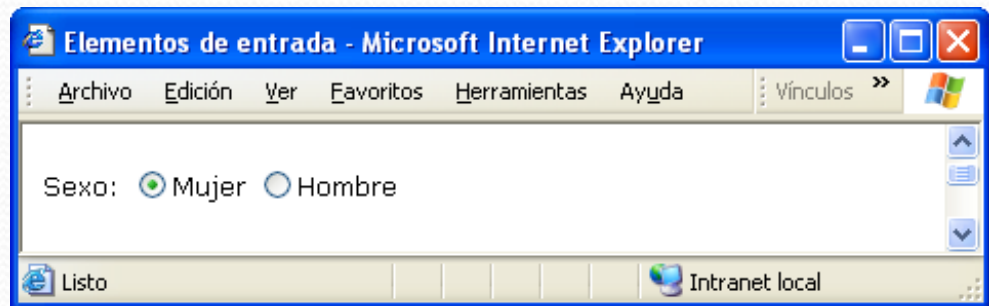 Elementos de entrada - Microsoft Internet Explorer
Archivo Edición Ver Favoritos Herramientas Ayuda Vínculos »
Sexo: Mujer Hombre
Listo Intranet local